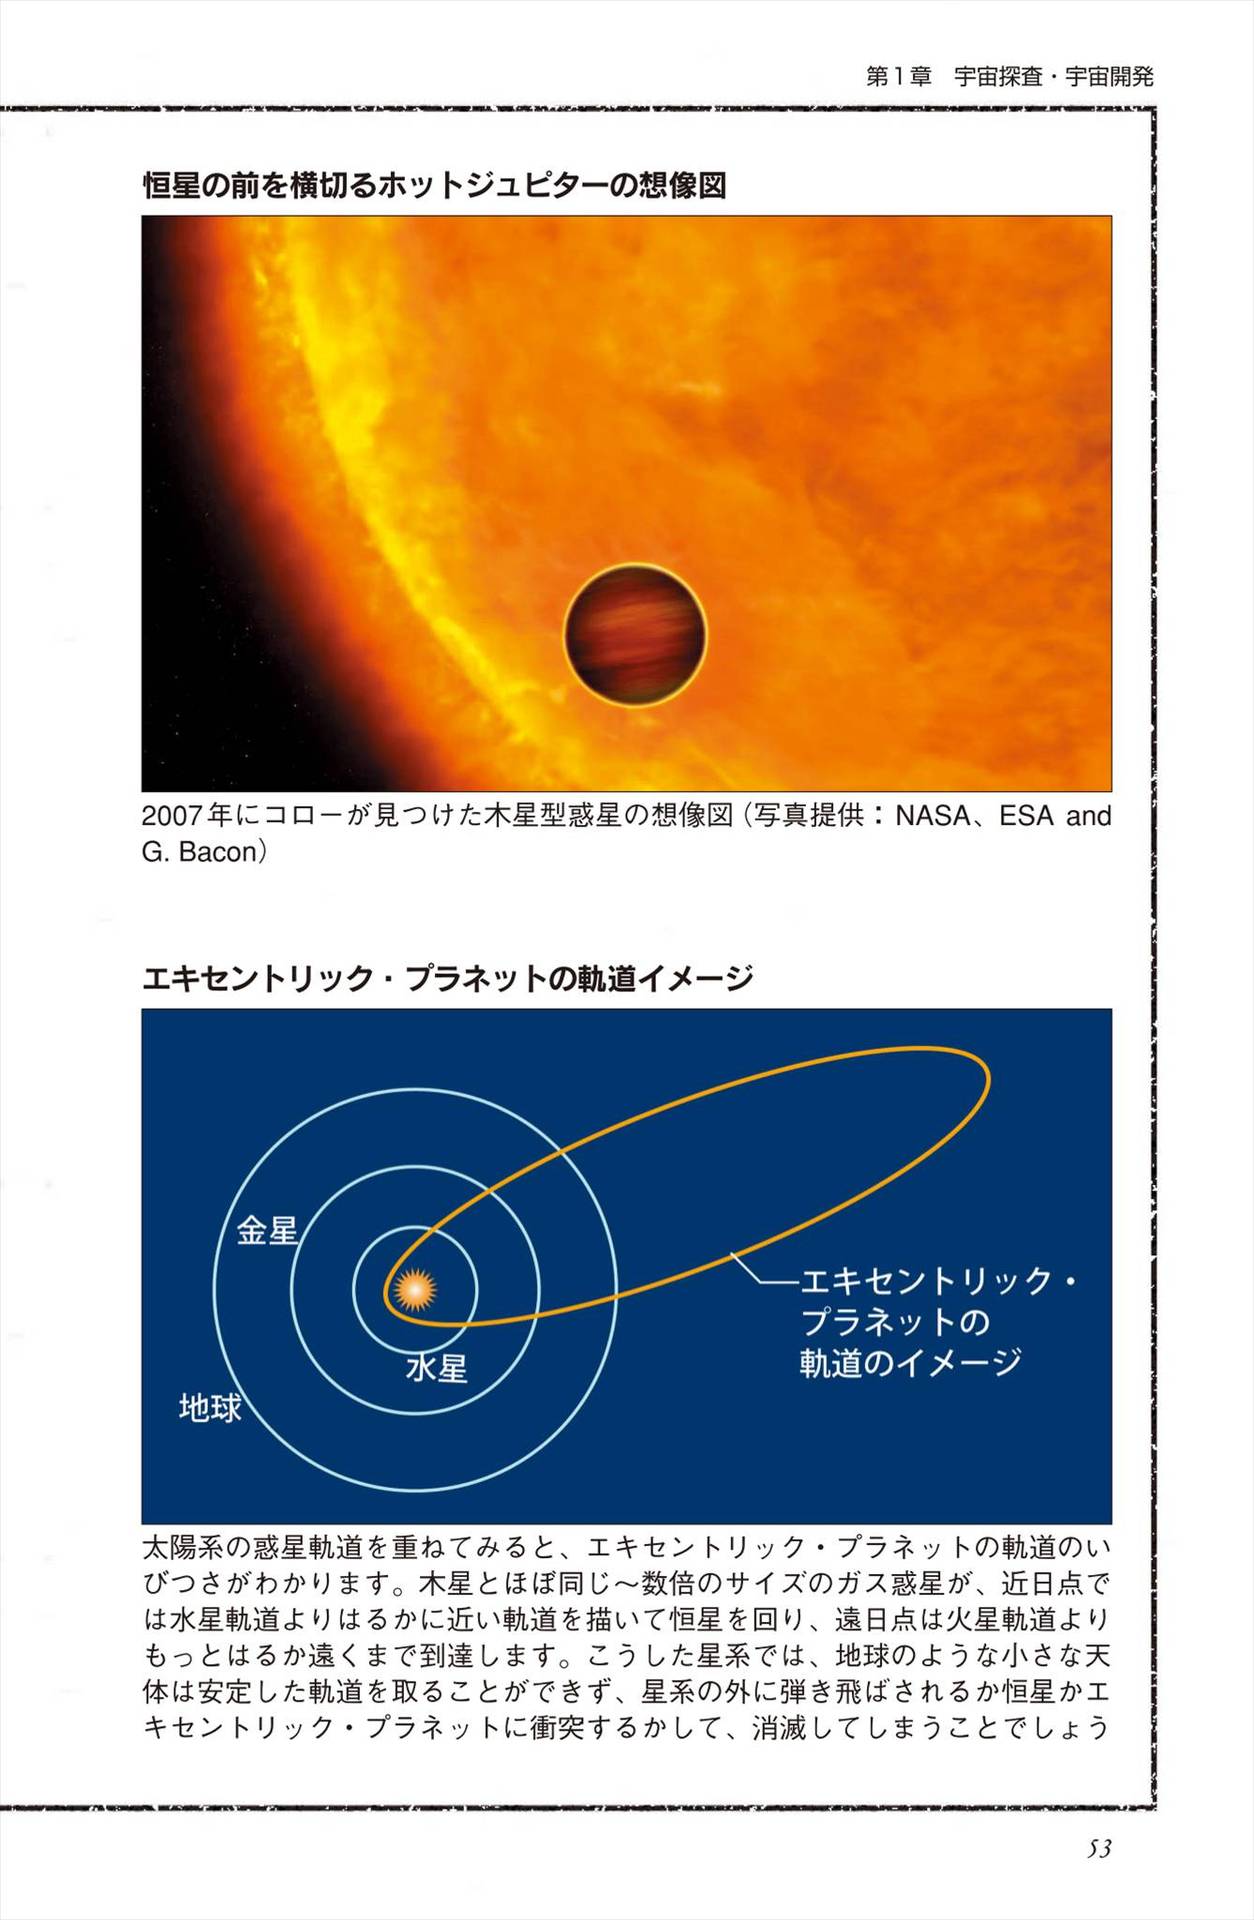 第1章　宇宙探査・宇宙開発
恒星の前を横切るホットジュピターの想像図
2007年にコローが見つけた木星型惑星の想像図（写真提供：NASA、ESA and
G. Bacon）
エキセントリック・プラネットの軌道イメージ
金星
水星
地球
エキセントリック・
プラネットの
軌道のイメージ
太陽系の惑星軌道を重ねてみると、エキセントリック・プラネットの軌道のい
びつさがわかります。木星とほぼ同じ～数倍のサイズのガス惑星が、近日点で
は水星軌道よりはるかに近い軌道を描いて恒星を回り、遠日点は火星軌道より
もっとはるか遠くまで到達します。こうした星系では、地球のような小さな天
体は安定した軌道を取ることができず、星系の外に弾き飛ばされるか恒星かエ
キセントリック・プラネットに衝突するかして、消滅してしまうことでしょう
53